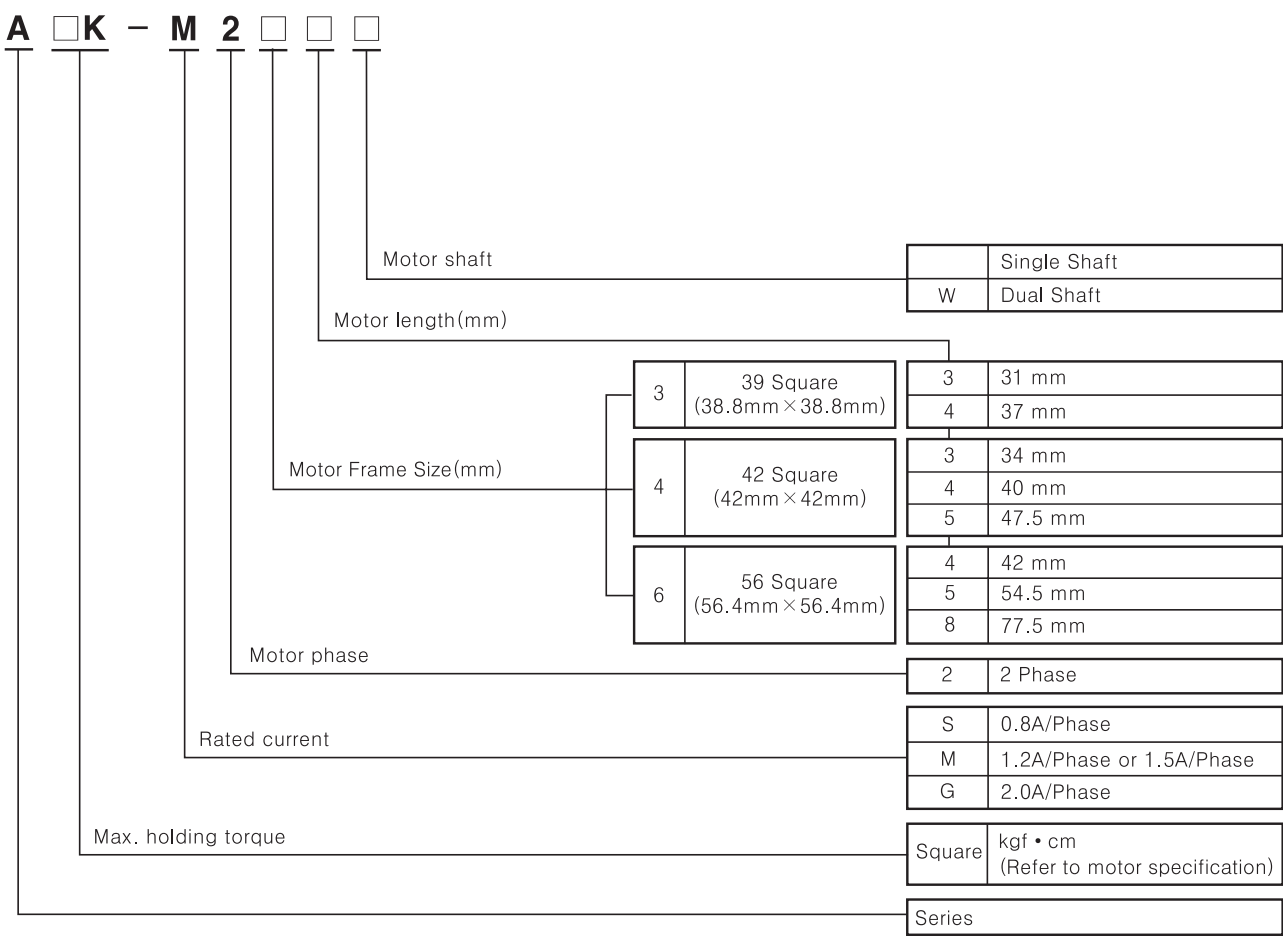 A □K - M 2 □ □ □
Motor shaft
Single Shaft
W Dual Shaft
Motor length(mm)
3 39 Square
(38.8mm×38.8mm)
3 31 mm
4 37 mm
Motor Frame Size(mm)
4 42 Square
(42mm×42mm)
3 34 mm
4 40 mm
5 47.5 mm
6 56 Square
(56.4mm×56.4mm)
4 42 mm
5 54.5 mm
8 77.5 mm
Motor phase
2 2 Phase
Rated current
S 0.8A/Phase
M 1.2A/Phase or 1.5A/Phase
G 2.0A/Phase
Max. holding torque
Square kgf•cm
(Refer to motor specification)
Series